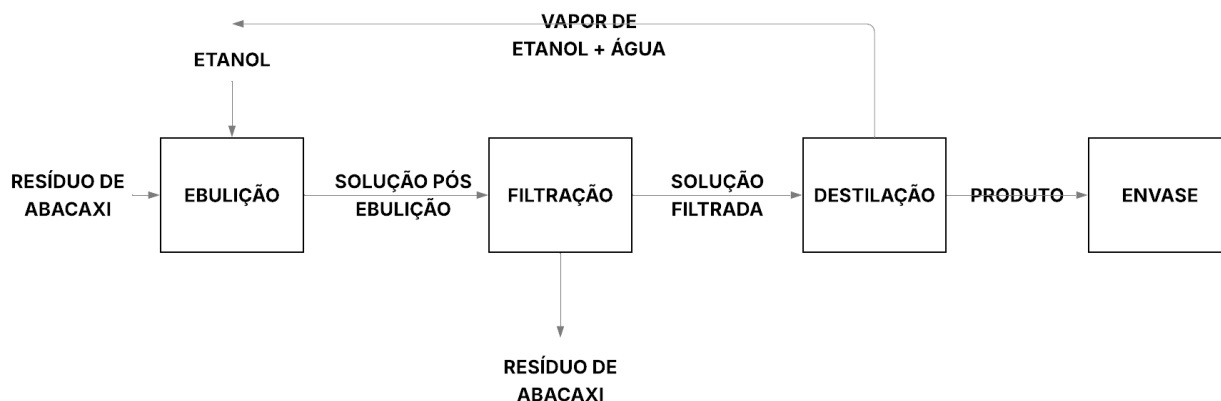 VAPOR DE
ETANOL + ÁGUA
ETANOL
RESÍDUO DE
ABACAXI
EBULIÇÃO
SOLUÇÃO PÓS
EBULIÇÃO
FILTRAÇÃO
SOLUÇÃO
FILTRADA
DESTILAÇÃO
PRODUTO
ENVASE
RESÍDUO DE
ABACAXI